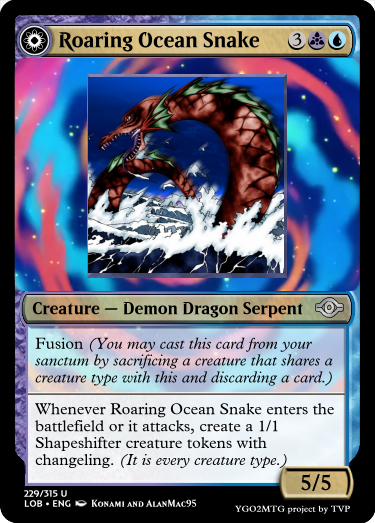 Roaring Ocean Snake 3
Creature — Demon Dragon Serpent
Fusion (You may cast this card from your
sanctum by sacrificing a creature that shares a
creature type with this and discarding a card.)
Whenever Roaring Ocean Snake enters the
battlefield or it attacks, create a 1/1
Shapeshifter creature tokens with
changeling. (It is every creature type.)
5/5
229/315 U
LOB • ENG KONAMI AND ALANMAC95
YGO2MTG project by TVP